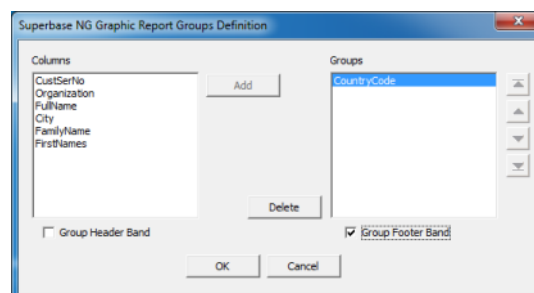 Superbase NG Graphic Report Groups Definition
Columns
Groups
CustSerNo
Organization
FullName
City
FamilyName
FirstNames
Add
CountryCode
Delete
Group Header Band
Group Footer Band
OK
Cancel